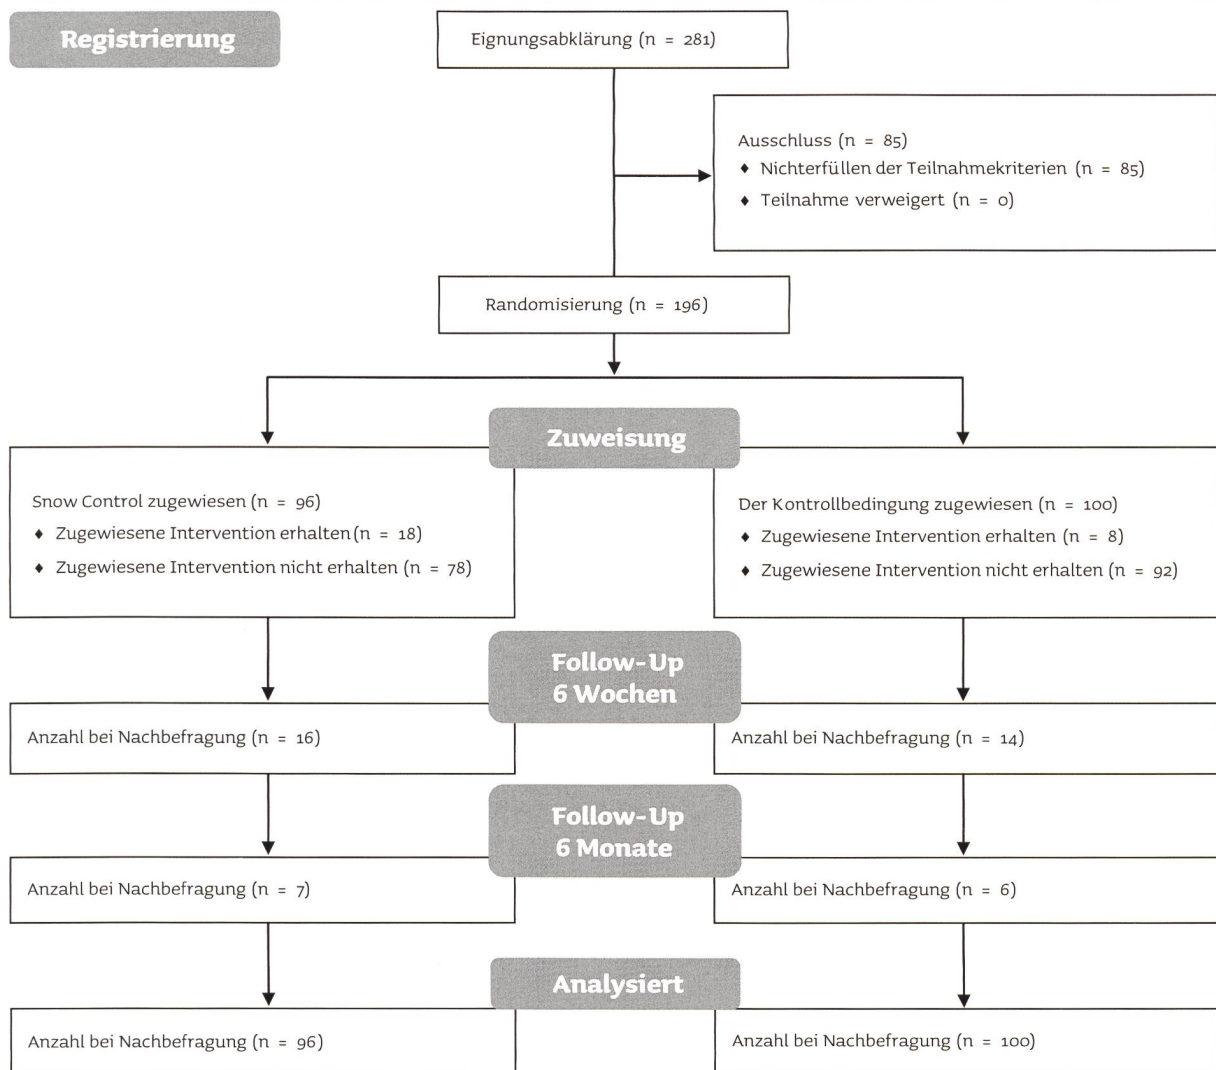 Registrierung
Eignungsabklärung (n = 281)
Ausschluss (n = 85)
♦ Nichterfüllen der Teilnahmekriterien (n = 85)
♦ Teilnahme verweigert (n = 0)
Randomisierung (n = 196)
Zuweisung
Snow Control zugewiesen (n = 96)
♦ Zugewiesene Intervention erhalten (n = 18)
♦ Zugewiesene Intervention nicht erhalten (n = 78)
Der Kontrollbedingung zugewiesen (n = 100)
♦ Zugewiesene Intervention erhalten (n = 8)
♦ Zugewiesene Intervention nicht erhalten (n = 92)
Follow-Up
6 Wochen
Anzahl bei Nachbefragung (n = 16)
Anzahl bei Nachbefragung (n = 14)
Follow-Up
6 Monate
Anzahl bei Nachbefragung (n = 7)
Anzahl bei Nachbefragung (n = 6)
Analysiert
Anzahl bei Nachbefragung (n = 96)
Anzahl bei Nachbefragung (n = 100)